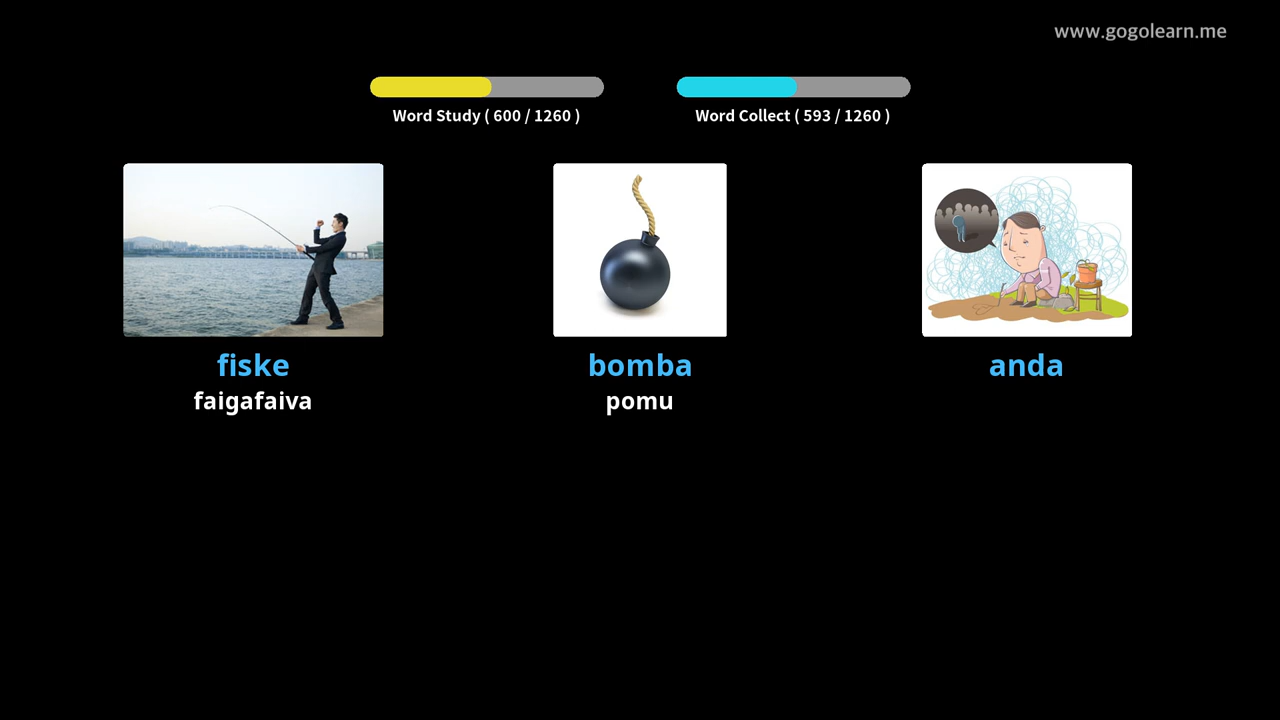 www.gogolearn.me
Word Study ( 600 / 1260 )
Word Collect ( 593 / 1260 )
fiske
faigafaiva
bomba
pomu
anda